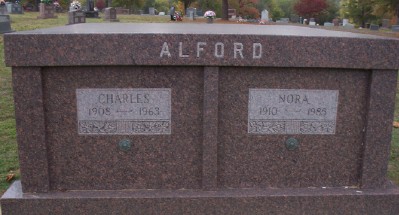 ALFORD
CHARLES
1908 — 1963
NORA
1910 — 1985